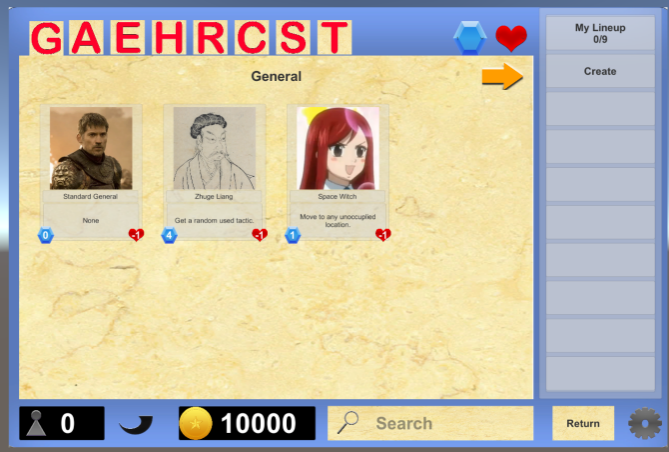 GAEHRCST
General
Standard General
None
0
-1
Zhuge Liang
Get a random used tactic.
4
-1
Space Witch
Move to any unoccupied
location.
1
-1
My Lineup
0/9
Create
0
10000
Search
Return